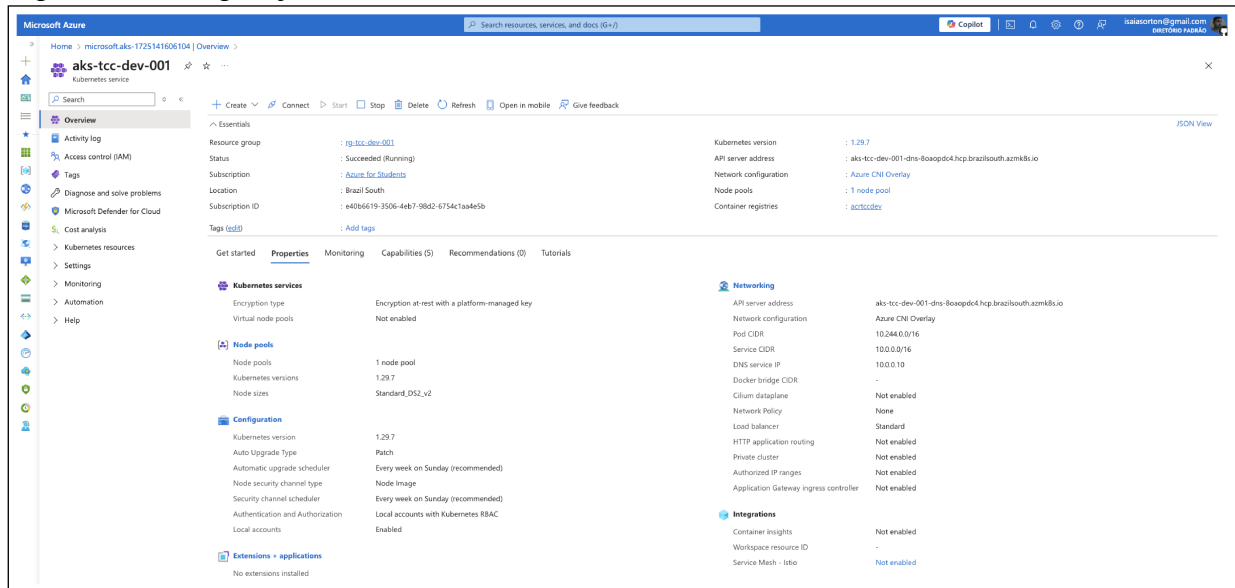 Microsoft Azure
Search resources, services, and docs (G+/)
Copilot
isaiasorton@gmail.com
DIRETÓRIO PADRÃO
Home > microsoft.aks-1725141606104 | Overview >
aks-tcc-dev-001
Kubernetes service
Search
Overview
Activity log
Access control (IAM)
Tags
Diagnose and solve problems
Microsoft Defender for Cloud
Cost analysis
Kubernetes resources
Settings
Monitoring
Automation
Help
Create Connect Start Stop Delete Refresh Open in mobile Give feedback
Essentials JSON View
Resource group : rg-tcc-dev-001
Status : Succeeded (Running)
Subscription : Azure for Students
Location : Brazil South
Subscription ID : e40b6619-3506-4eb7-98d2-6754c1aa4e5b
Kubernetes version : 1.29.7
API server address : aks-tcc-dev-001-dns-8oaopdc4.hcp.brazilsouth.azmk8s.io
Network configuration : Azure CNI Overlay
Node pools : 1 node pool
Container registries : acrtccdev
Tags (edit) : Add tags
Get started Properties Monitoring Capabilities (5) Recommendations (0) Tutorials
Kubernetes services
Encryption type Encryption at-rest with a platform-managed key
Virtual node pools Not enabled
Node pools
Node pools 1 node pool
Kubernetes versions 1.29.7
Node sizes Standard_DS2_v2
Configuration
Kubernetes version 1.29.7
Auto Upgrade Type Patch
Automatic upgrade scheduler Every week on Sunday (recommended)
Node security channel type Node Image
Security channel scheduler Every week on Sunday (recommended)
Authentication and Authorization Local accounts with Kubernetes RBAC
Local accounts Enabled
Extensions + applications
No extensions installed
Networking
API server address aks-tcc-dev-001-dns-8oaopdc4.hcp.brazilsouth.azmk8s.io
Network configuration Azure CNI Overlay
Pod CIDR 10.244.0.0/16
Service CIDR 10.0.0.0/16
DNS service IP 10.0.0.10
Docker bridge CIDR -
Cilium dataplane Not enabled
Network Policy None
Load balancer Standard
HTTP application routing Not enabled
Private cluster Not enabled
Authorized IP ranges Not enabled
Application Gateway ingress controller Not enabled
Integrations
Container insights Not enabled
Workspace resource ID -
Service Mesh - Istio Not enabled